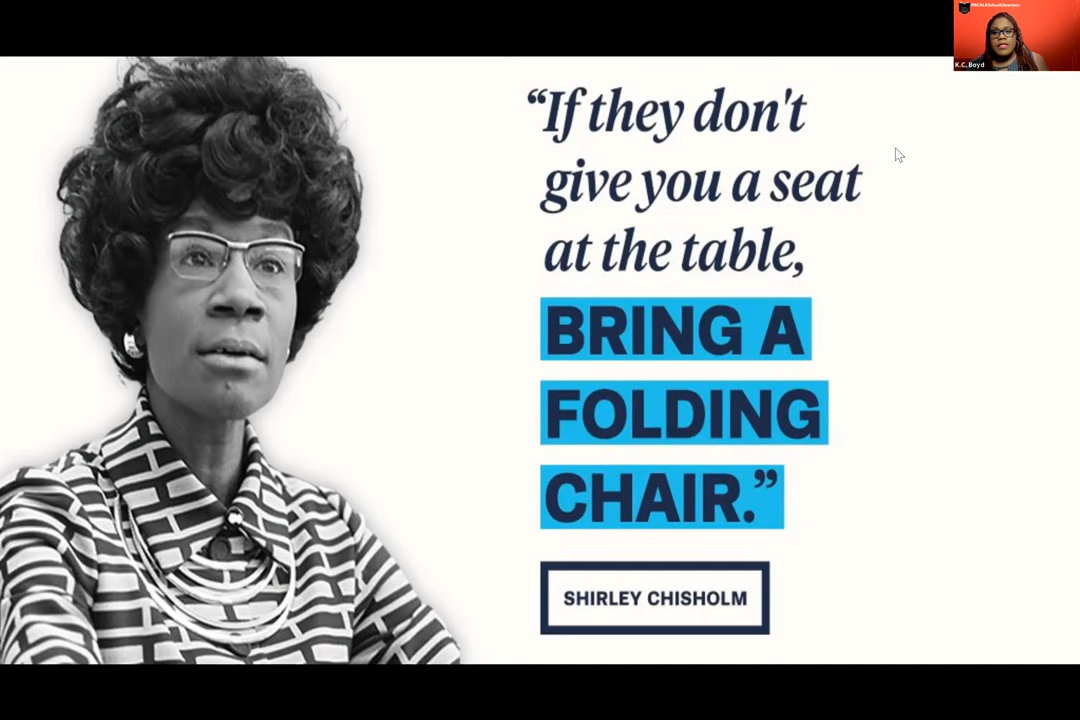 “If they don't
give you a seat
at the table,
BRING A
FOLDING
CHAIR.”
SHIRLEY CHISHOLM
K.C. Boyd